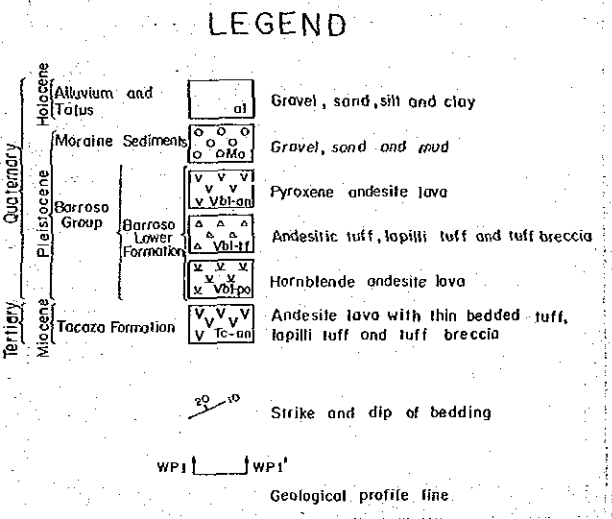 LEGEND
Quaternary
Holocene
Alluvium and
Talus
al
Gravel, sand, silt and clay
Pleistocene
Moraine Sediments
Mo
Gravel, sand and mud
Barroso
Group
Barroso
Lower
Formation
Vbl-an
Pyroxene andesite lava
Vbl-tf
Andesitic tuff, lapilli tuff and tuff breccia
Vbl-po
Hornblende andesite lava
Tertiary
Miocene
Tacaza Formation
Tc-an
Andesite lava with thin bedded tuff,
lapilli tuff and tuff breccia
20 10
Strike and dip of bedding
WP1 WP1'
Geological profile line